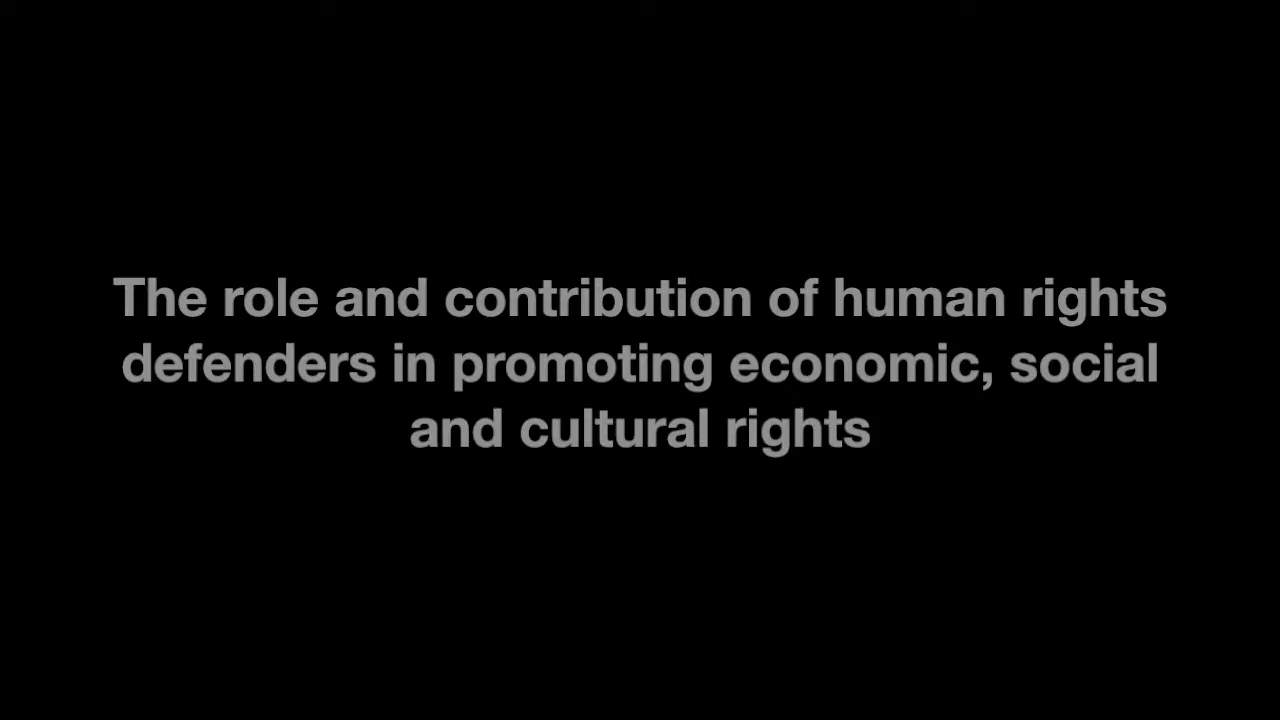 The role and contribution of human rights
defenders in promoting economic, social
and cultural rights